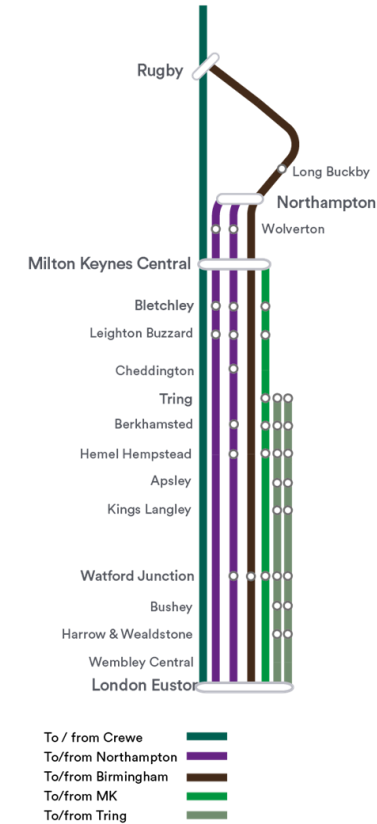 Rugby
Long Buckby
Northampton
Wolverton
Milton Keynes Central
Bletchley
Leighton Buzzard
Cheddington
Tring
Berkhamsted
Hemel Hempstead
Apsley
Kings Langley
Watford Junction
Bushey
Harrow & Wealdstone
Wembley Central
London Euston
To / from Crewe
To/from Northampton
To/from Birmingham
To/from MK
To/from Tring